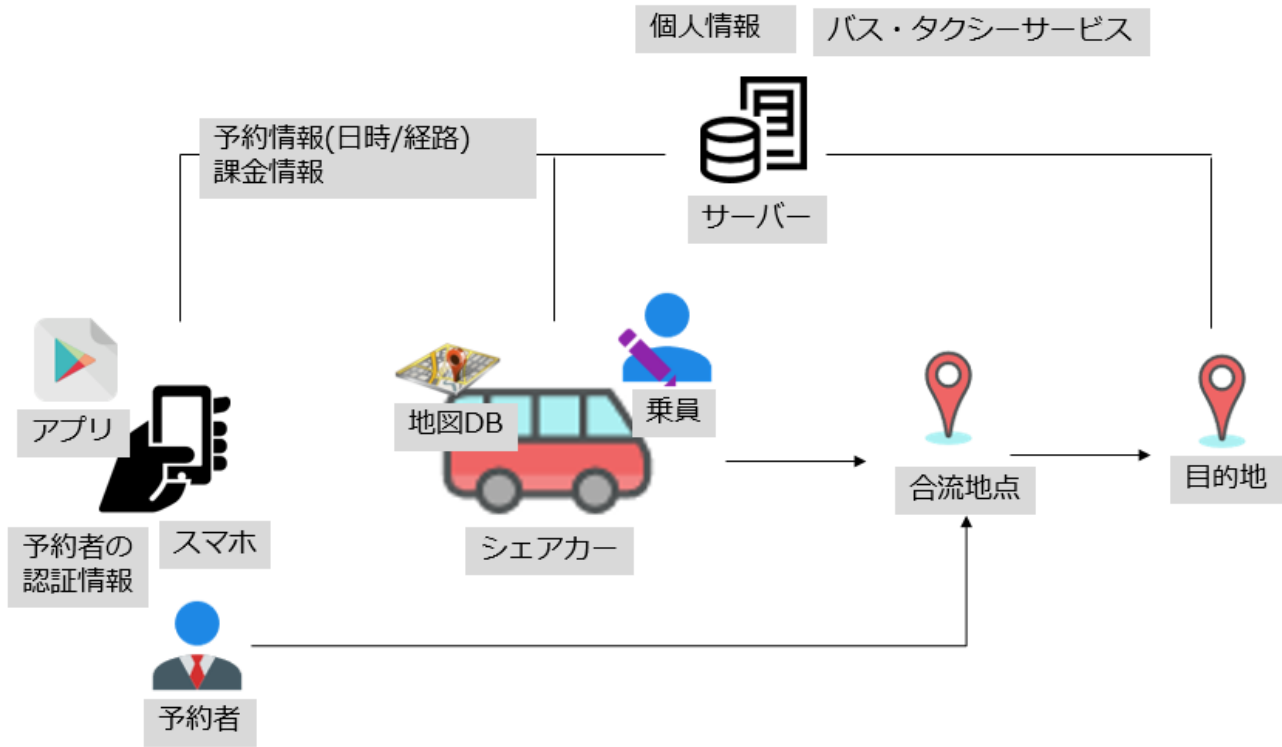 個人情報
バス・タクシーサービス
予約情報(日時/経路)
課金情報
サーバー
アプリ
地図DB
乗員
合流地点
目的地
スマホ
シェアカー
予約者の
認証情報
予約者